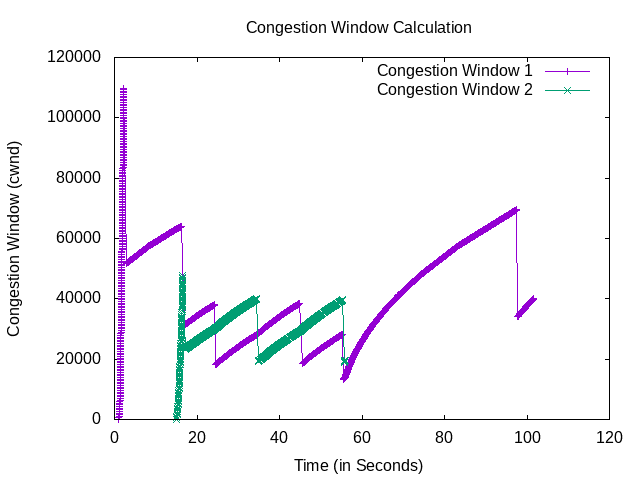 Congestion Window Calculation
120000
100000
80000
60000
40000
20000
0
Congestion Window (cwnd)
Congestion Window 1
Congestion Window 2
0 20 40 60 80 100 120
Time (in Seconds)